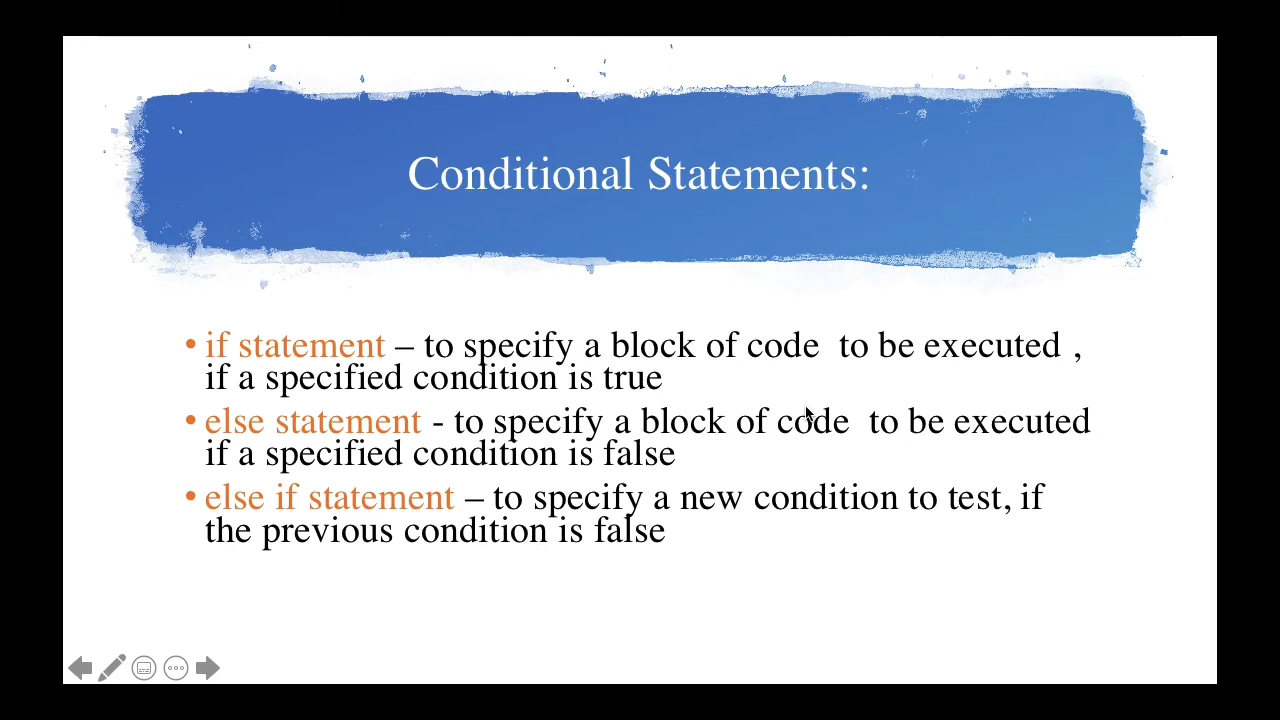 Conditional Statements:
• if statement – to specify a block of code  to be executed ,
if a specified condition is true
• else statement - to specify a block of code  to be executed
if a specified condition is false
• else if statement – to specify a new condition to test, if
the previous condition is false